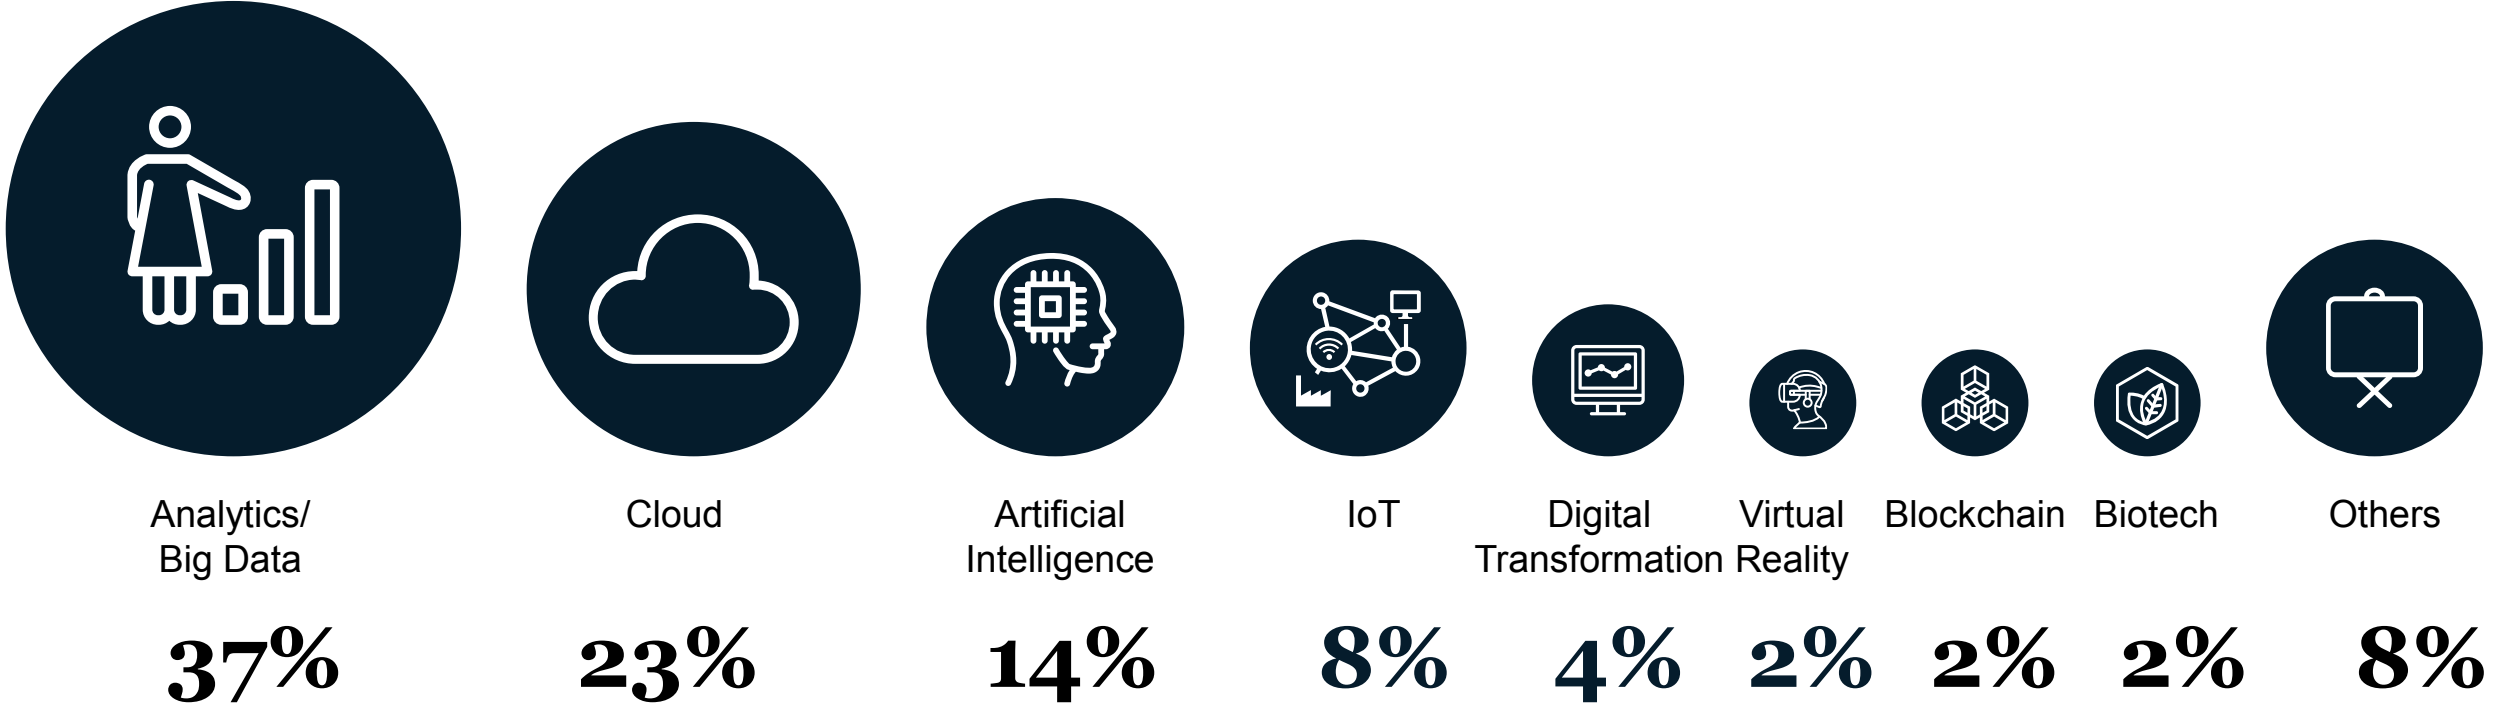 Analytics/
Big Data
37%
Cloud
23%
Artificial
Intelligence
14%
IoT
8%
Digital
Transformation
4%
Virtual
Reality
2%
Blockchain
2%
Biotech
2%
Others
8%